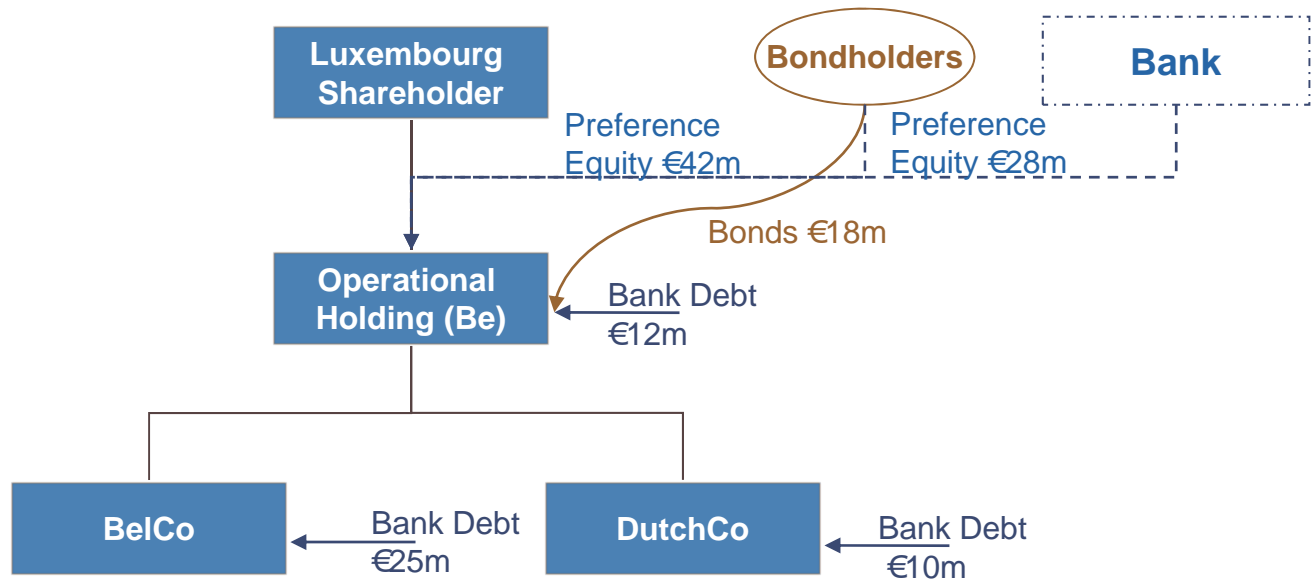 Luxembourg
Shareholder
Bondholders
Bank
Preference
Equity €42m
Preference
Equity €28m
Bonds €18m
Operational
Holding (Be)
Bank Debt
€12m
BelCo
Bank Debt
€25m
DutchCo
Bank Debt
€10m